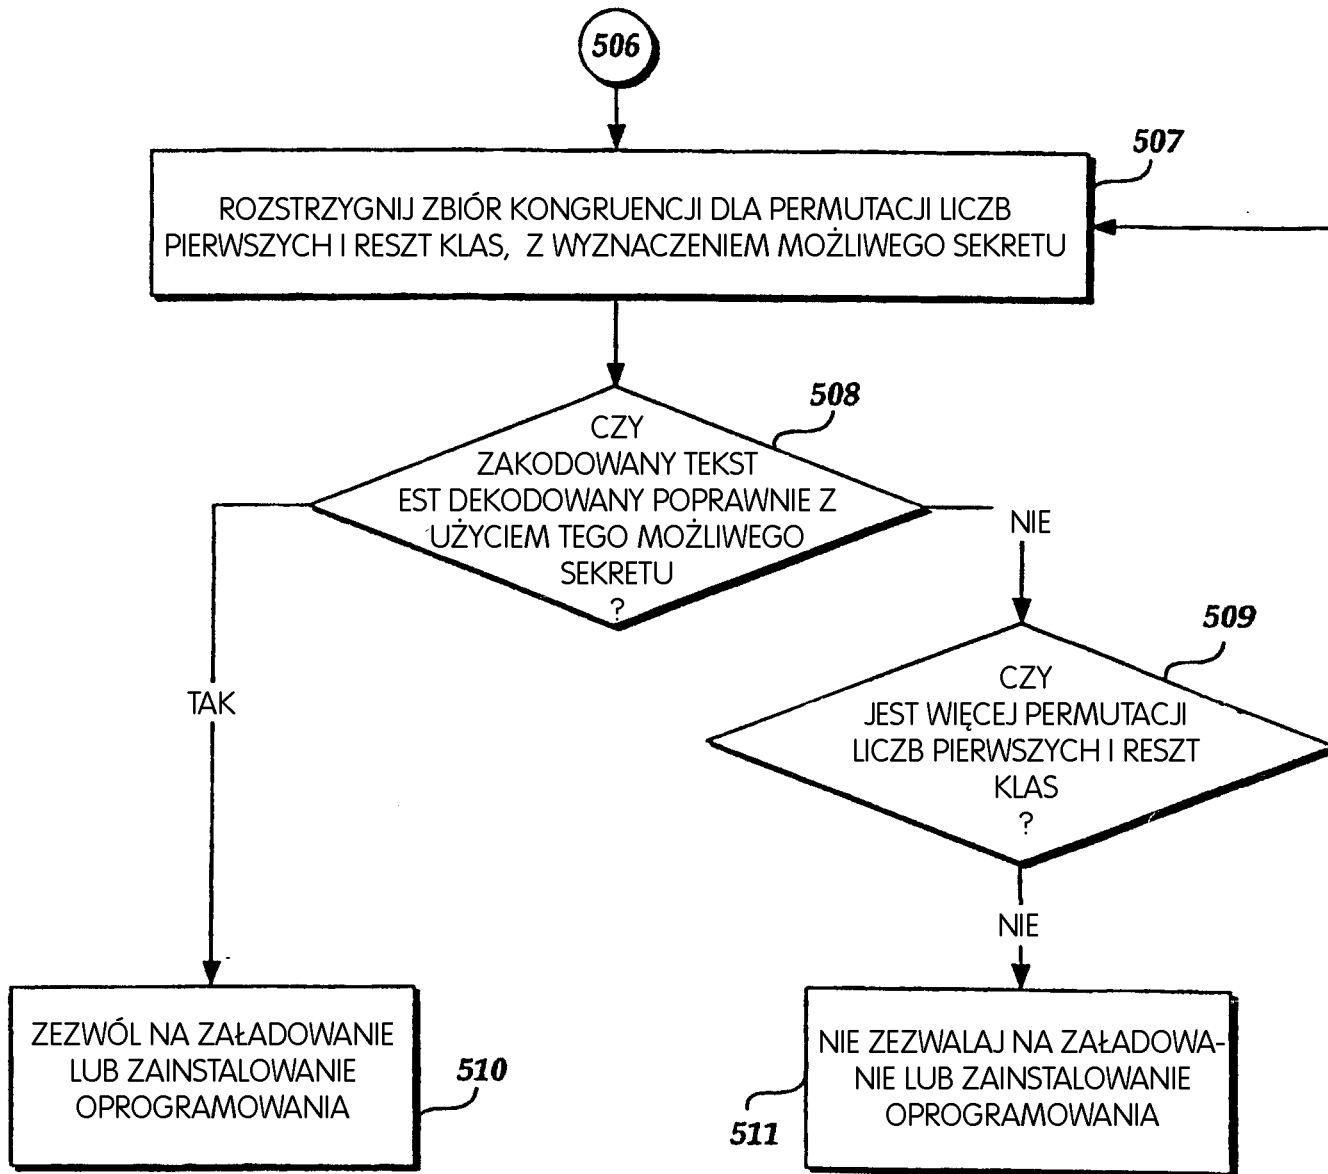 506
507
ROZSTRZYGNIJ ZBIÓR KONGRUENCJI DLA PERMUTACJI LICZB
PIERWSZYCH I RESZT KLAS, Z WYZNACZENIEM MOŻLIWEGO SEKRETU
508
CZY
ZAKODOWANY TEKST
EST DEKODOWANY POPRAWNIE Z
UŻYCIEM TEGO MOŻLIWEGO
SEKRETU
?
NIE
509
TAK
CZY
JEST WIĘCEJ PERMUTACJI
LICZB PIERWSZYCH I RESZT
KLAS
?
NIE
ZEZWÓL NA ZAŁADOWANIE
LUB ZAINSTALOWANIE
OPROGRAMOWANIA
510
NIE ZEZWALAJ NA ZAŁADOWA-
NIE LUB ZAINSTALOWANIE
OPROGRAMOWANIA
511